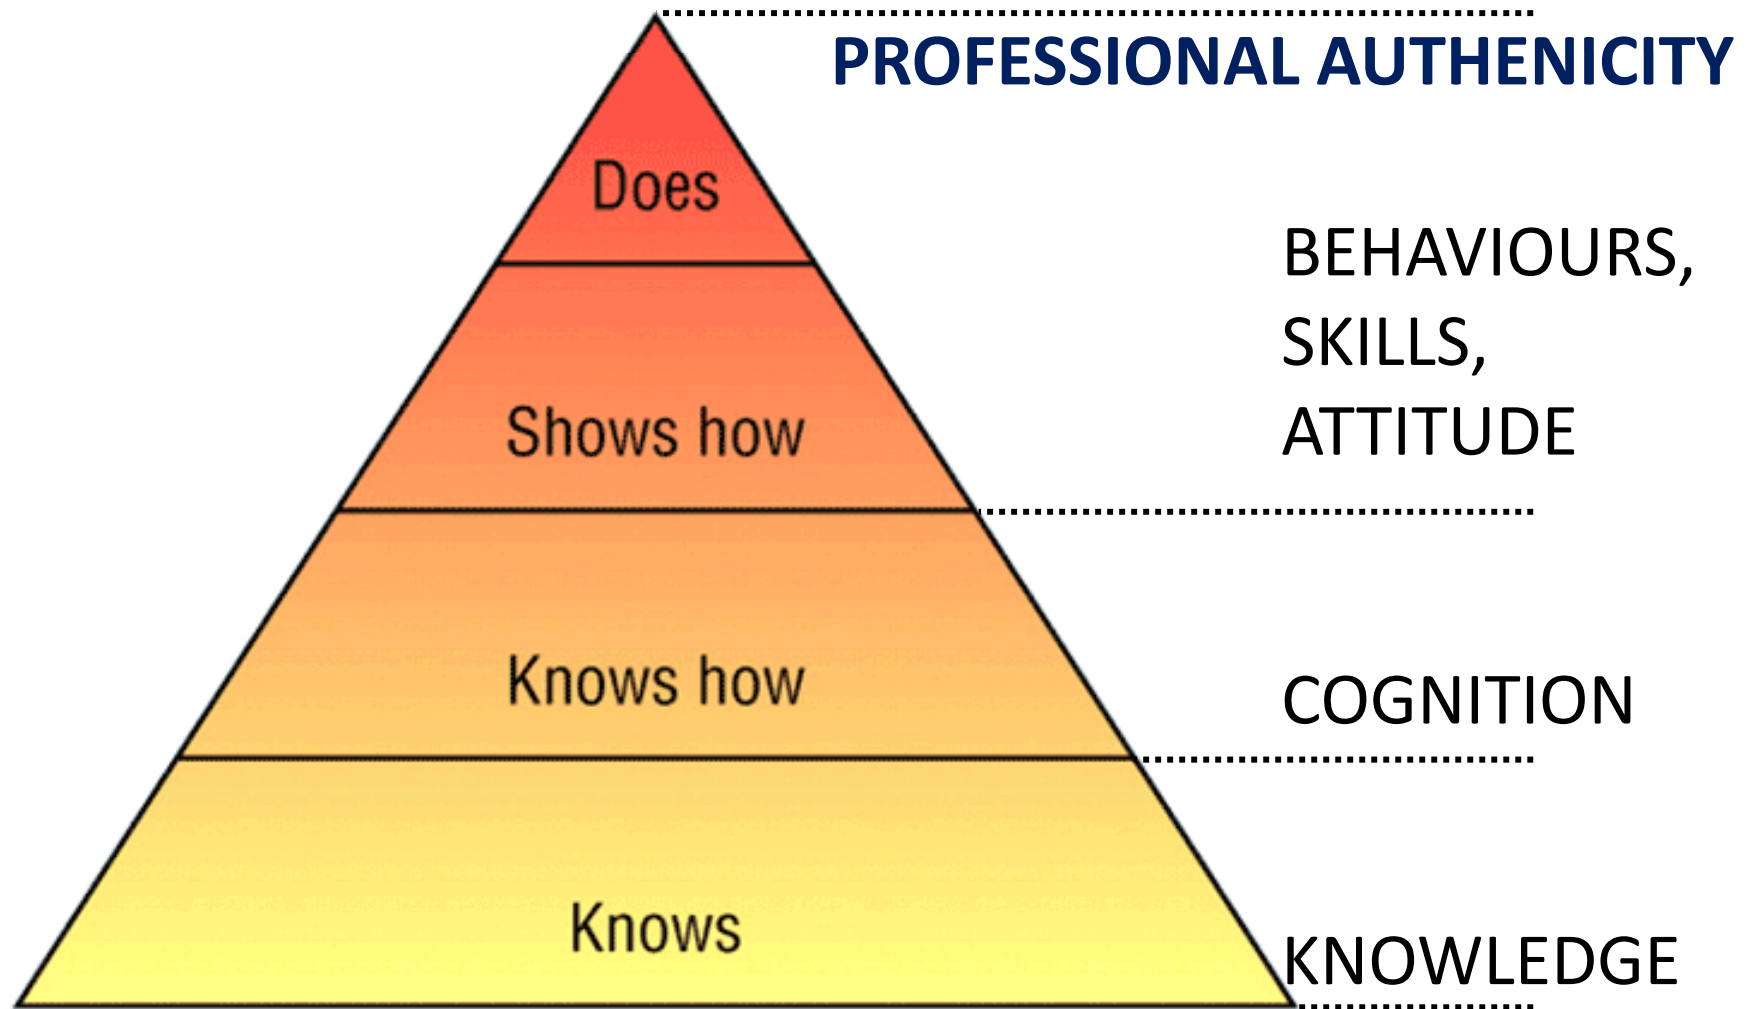 PROFESSIONAL AUTHENICITY
Does
BEHAVIOURS,
SKILLS,
ATTITUDE
Shows how
Knows how
COGNITION
Knows
KNOWLEDGE